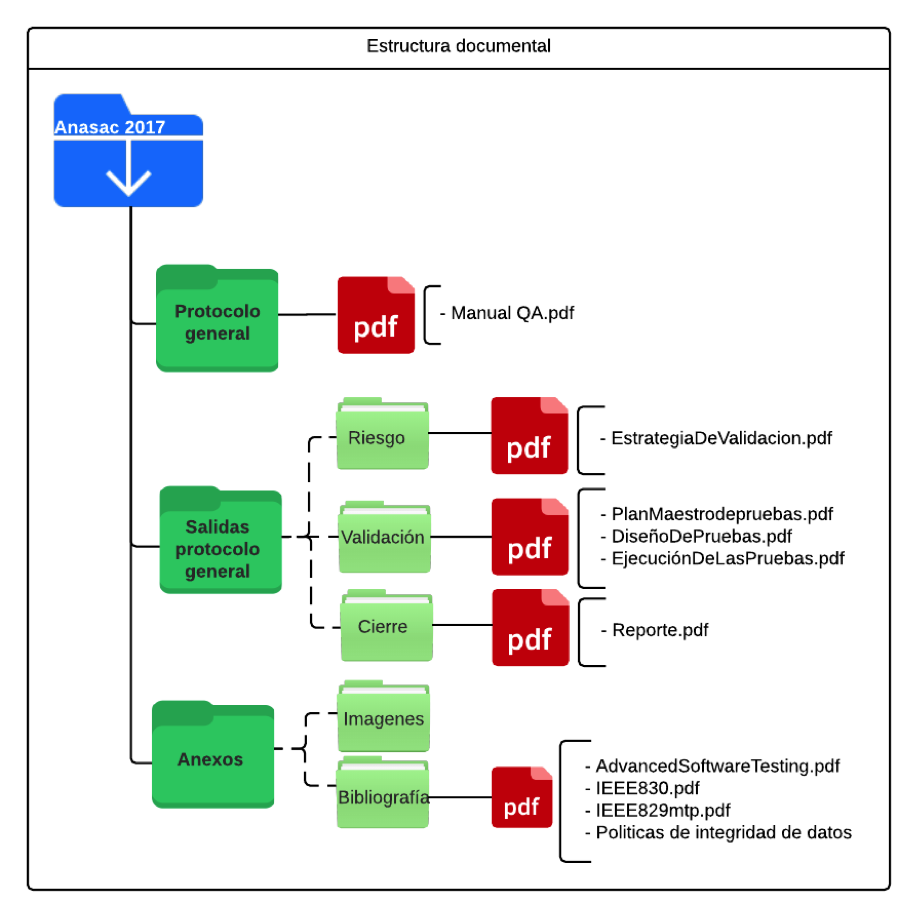 Estructura documental
Anasac 2017
Protocolo
general
pdf
- Manual QA.pdf
Salidas
protocolo
general
Riesgo
pdf
- EstrategiaDeValidacion.pdf
Validación
pdf
- PlanMaestrodepruebas.pdf
- DiseñoDePruebas.pdf
- EjecuciónDeLasPruebas.pdf
Cierre
pdf
- Reporte.pdf
Anexos
Imagenes
Bibliografía
pdf
- AdvancedSoftwareTesting.pdf
- IEEE830.pdf
- IEEE829mtp.pdf
- Politicas de integridad de datos